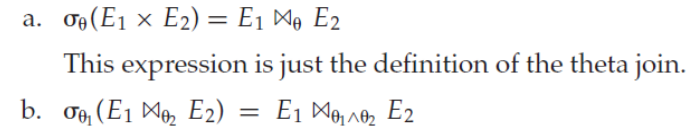 a. σθ(E1 × E2) = E1 ⋈θ E2
This expression is just the definition of the theta join.
b. σθ1(E1 ⋈θ2 E2) = E1 ⋈θ1∧θ2 E2